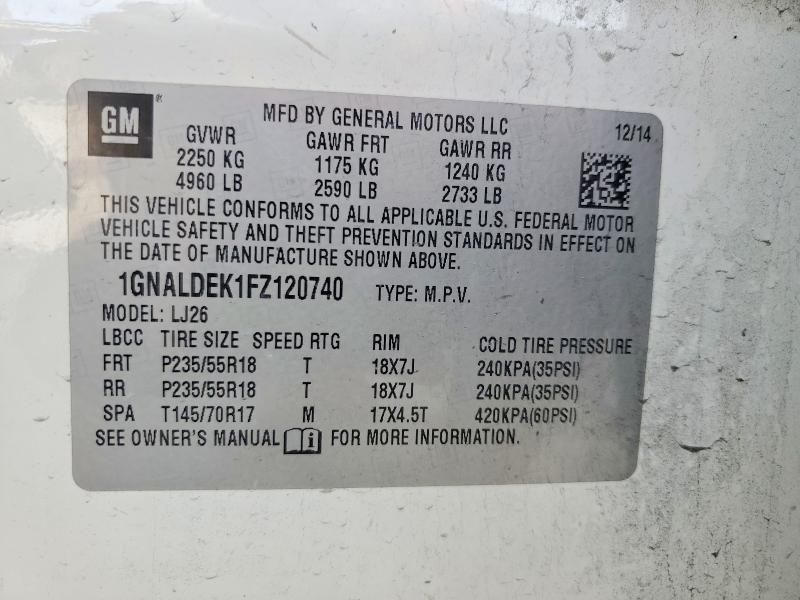 GM ®
MFD BY GENERAL MOTORS LLC 12/14
GVWR GAWR FRT GAWR RR
2250 KG 1175 KG 1240 KG
4960 LB 2590 LB 2733 LB
THIS VEHICLE CONFORMS TO ALL APPLICABLE U.S. FEDERAL MOTOR
VEHICLE SAFETY AND THEFT PREVENTION STANDARDS IN EFFECT ON
THE DATE OF MANUFACTURE SHOWN ABOVE.
1GNALDEK1FZ120740 TYPE: M.P.V.
MODEL: LJ26
LBCC TIRE SIZE SPEED RTG RIM COLD TIRE PRESSURE
FRT P235/55R18 T 18X7J 240KPA(35PSI)
RR P235/55R18 T 18X7J 240KPA(35PSI)
SPA T145/70R17 M 17X4.5T 420KPA(60PSI)
SEE OWNER'S MANUAL i FOR MORE INFORMATION.